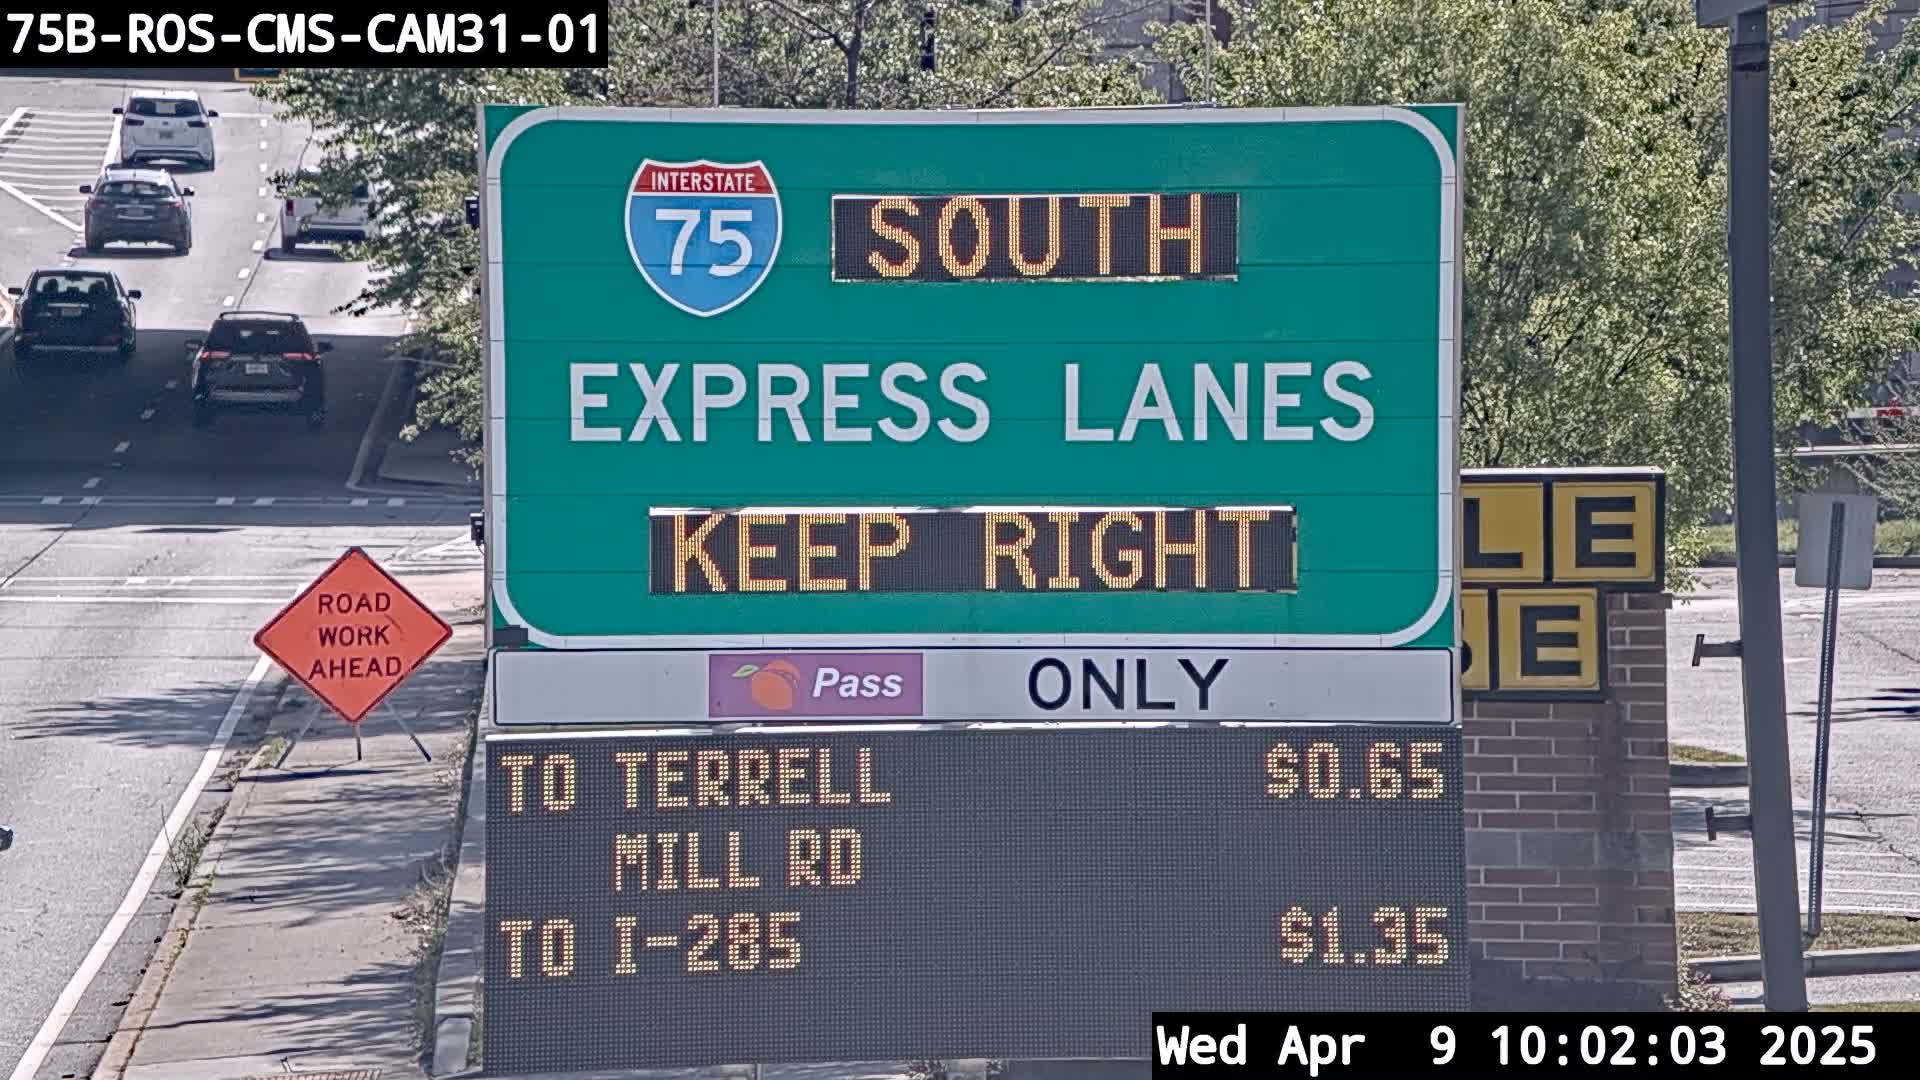 75B-ROS-CMS-CAM31-01
INTERSTATE
75
SOUTH
EXPRESS LANES
KEEP RIGHT
Pass ONLY
TO TERRELL $0.65
MILL RD
TO I-285 $1.35
ROAD
WORK
AHEAD
LE
E
Wed Apr 9 10:02:03 2025